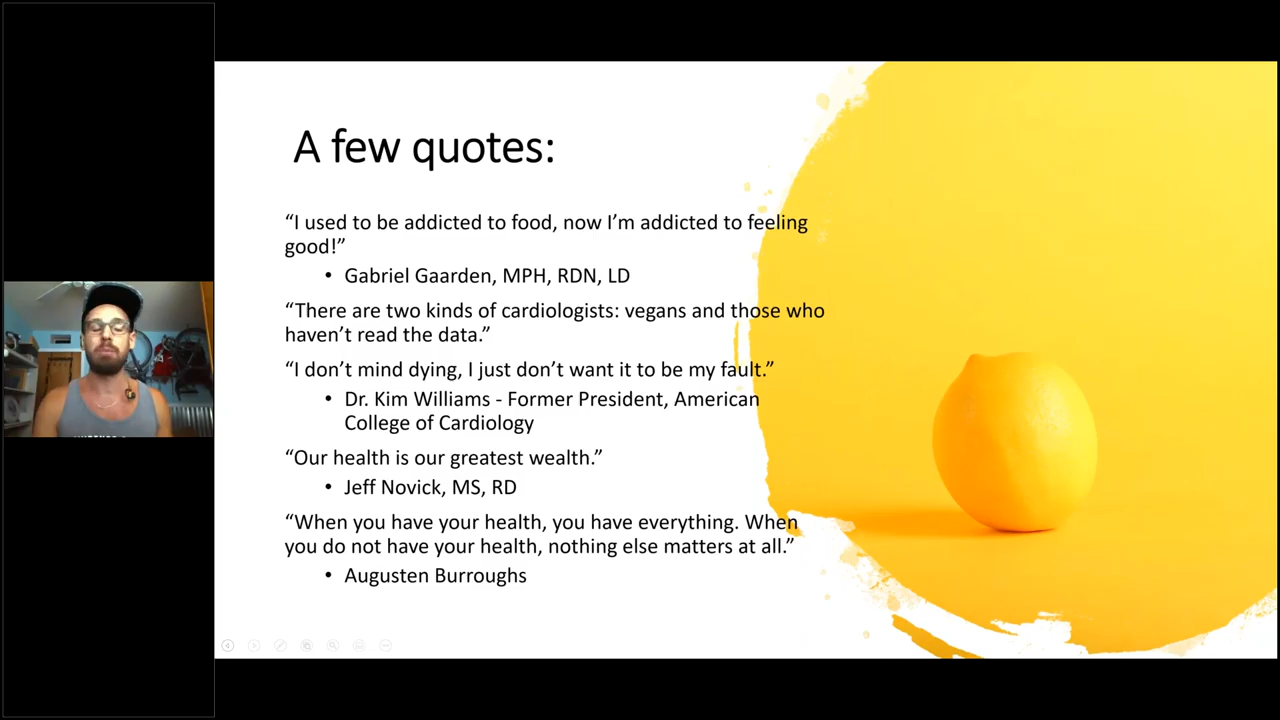 A few quotes:
“I used to be addicted to food, now I’m addicted to feeling
good!”
• Gabriel Gaarden, MPH, RDN, LD
“There are two kinds of cardiologists: vegans and those who
haven’t read the data.”
“I don’t mind dying, I just don’t want it to be my fault.”
• Dr. Kim Williams - Former President, American
College of Cardiology
“Our health is our greatest wealth.”
• Jeff Novick, MS, RD
“When you have your health, you have everything. When
you do not have your health, nothing else matters at all.”
• Augusten Burroughs